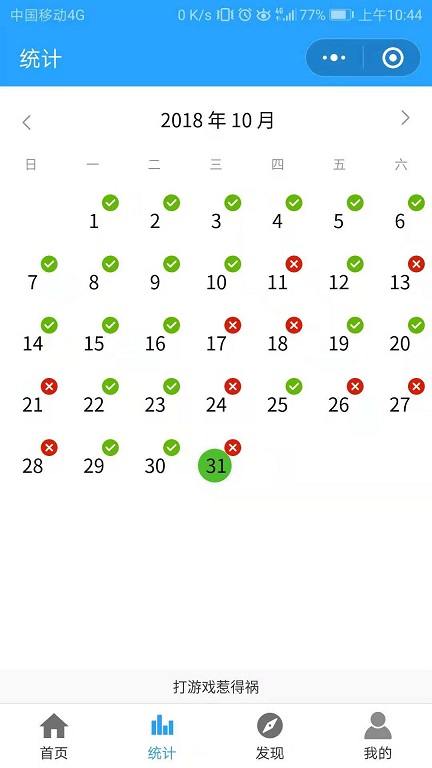 中国移动4G 0 K/s 4G 77% 上午10:44
统计
2018 年 10 月
日 一 二 三 四 五 六
1 2 3 4 5 6
7 8 9 10 11 12 13
14 15 16 17 18 19 20
21 22 23 24 25 26 27
28 29 30 31
打游戏惹得祸
首页 统计 发现 我的